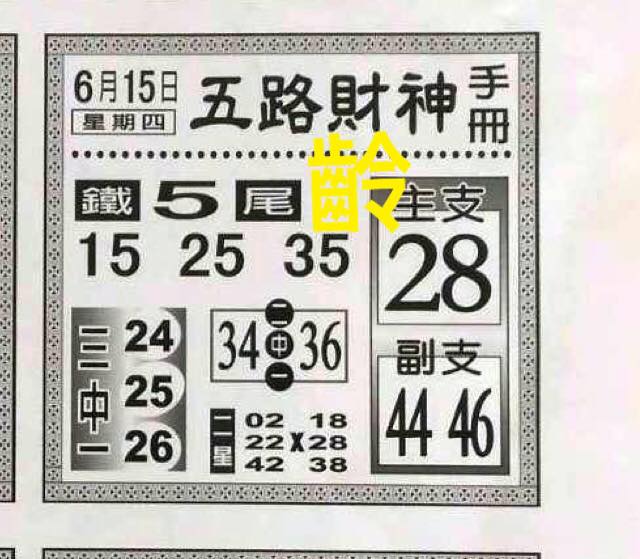 6月15日 五路財神 手冊
星期四
齡
鐵5尾 主支
15 25 35 28
三中一 24 25 26
二中一 34 36
副支
44 46
二星 02 22 42 X 18 28 38